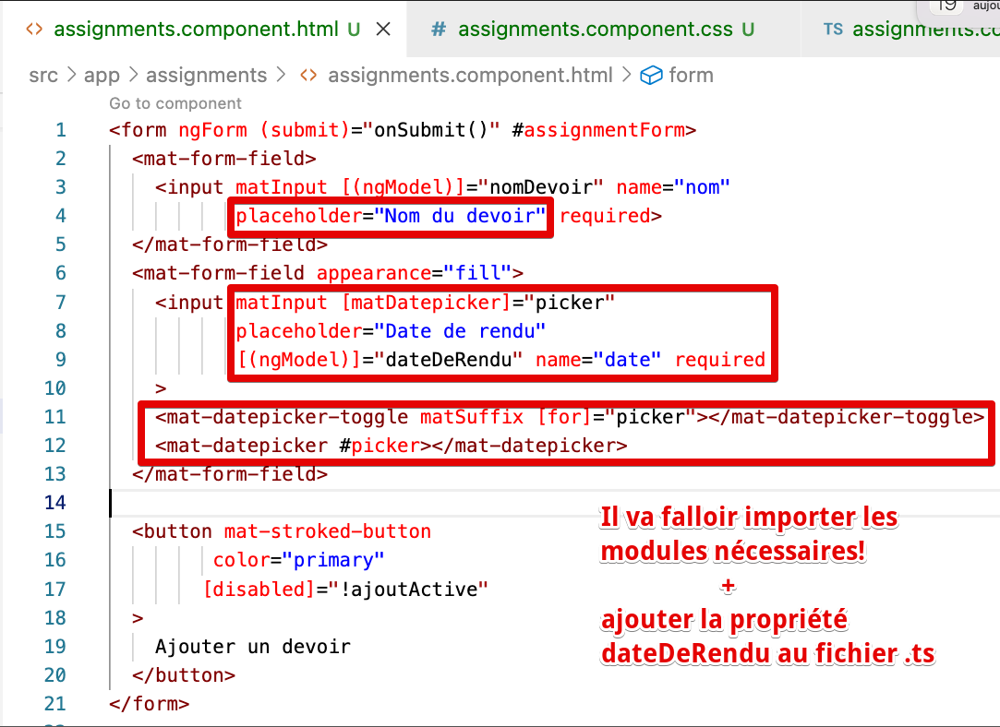 <> assignments.component.html U × # assignments.component.css U TS assignments.co
19 aujou
src > app > assignments > <> assignments.component.html > form
Go to component
1 <form ngForm (submit)="onSubmit()" #assignmentForm>
2 <mat-form-field>
3 <input matInput [(ngModel)]="nomDevoir" name="nom"
4 placeholder="Nom du devoir" required>
5 </mat-form-field>
6 <mat-form-field appearance="fill">
7 <input matInput [matDatepicker]="picker"
8 placeholder="Date de rendu"
9 [(ngModel)]="dateDeRendu" name="date" required
10 >
11 <mat-datepicker-toggle matSuffix [for]="picker"></mat-datepicker-toggle>
12 <mat-datepicker #picker></mat-datepicker>
13 </mat-form-field>
14
15 <button mat-stroked-button
16 color="primary"
17 [disabled]="!ajoutActive"
18 >
19 Ajouter un devoir
20 </button>
21 </form>
Il va falloir importer les
modules nécessaires!
+
ajouter la propriété
dateDeRendu au fichier .ts